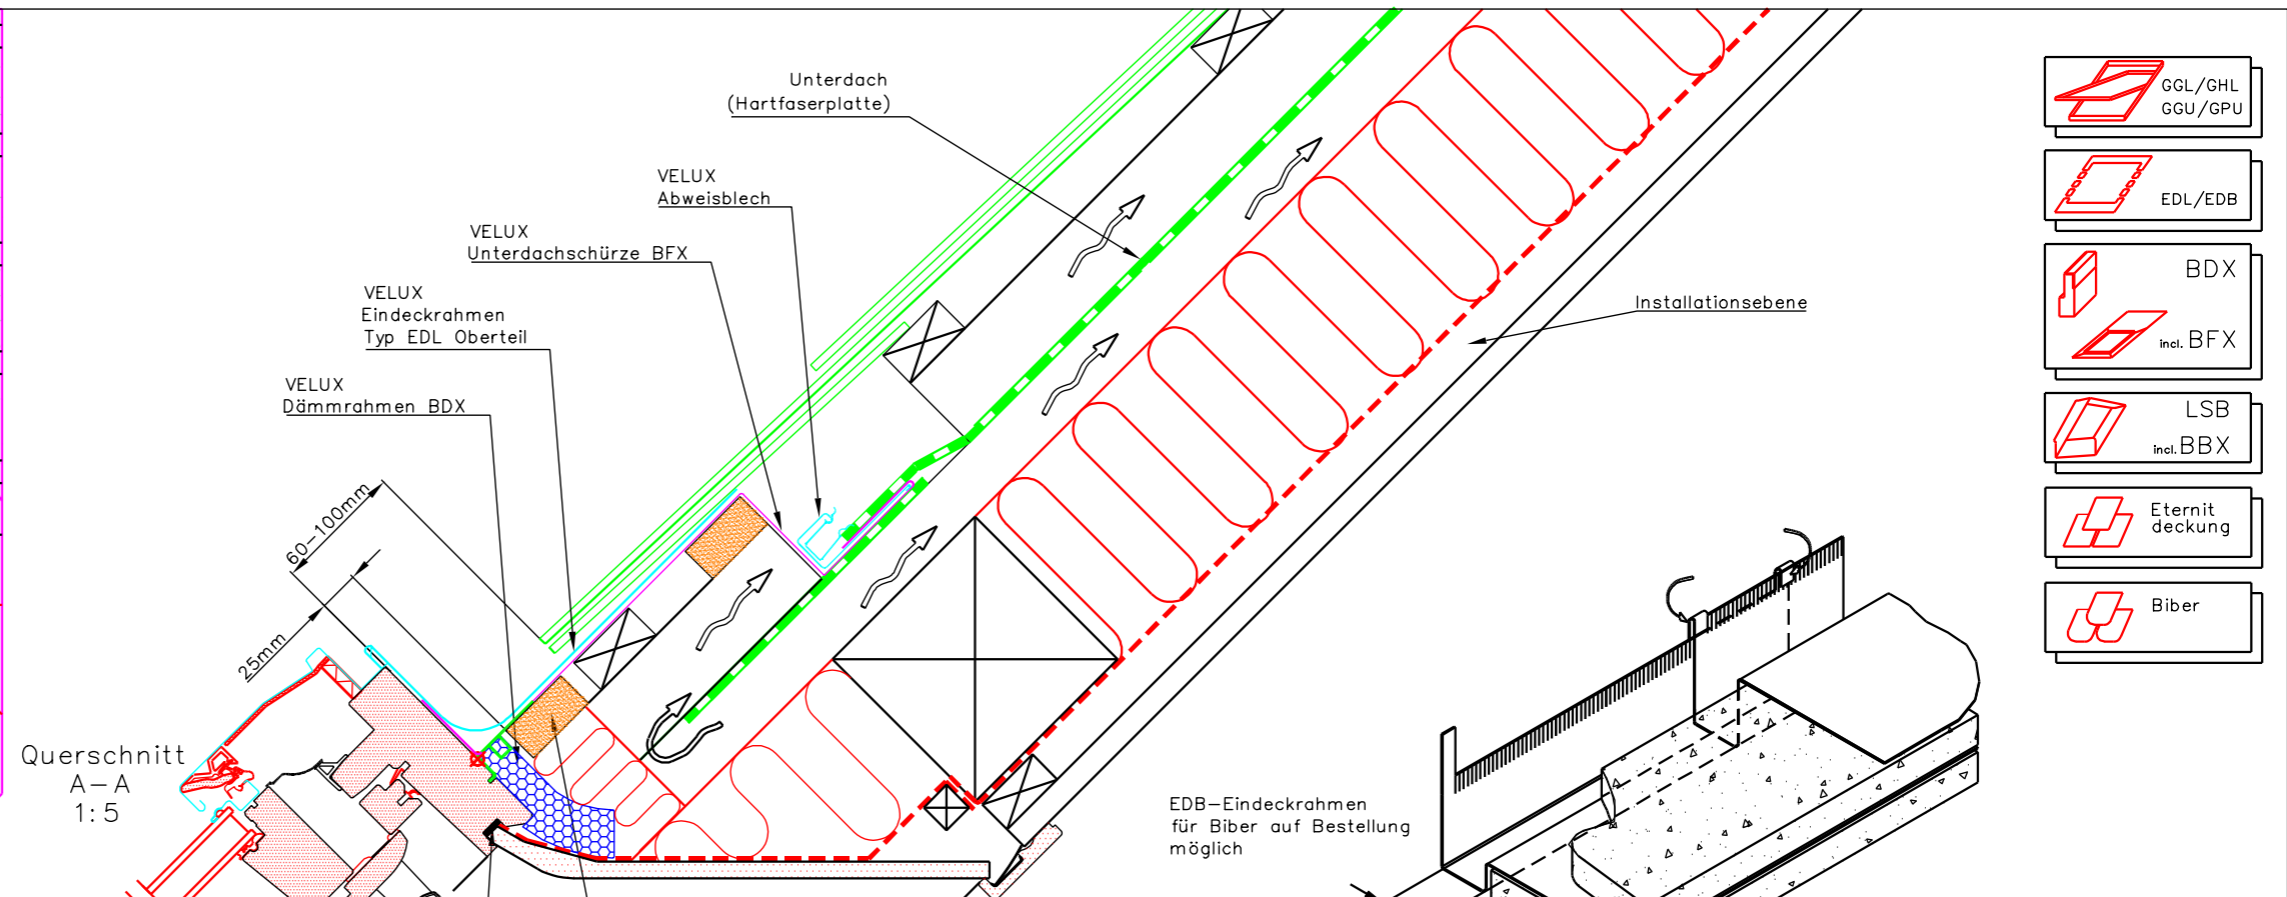 Unterdach
(Hartfaserplatte)
VELUX
Abweisblech
VELUX
Unterdachschürze BFX
VELUX
Eindeckrahmen
Typ EDL Oberteil
VELUX
Dämmrahmen BDX
60-100mm
25mm
Querschnitt
A-A
1:5
Installationsebene
EDB-Eindeckrahmen
für Biber auf Bestellung
möglich
GGL/GHL
GGU/GPU
EDL/EDB
BDX
incl. BFX
LSB
incl. BBX
Eternit
deckung
Biber